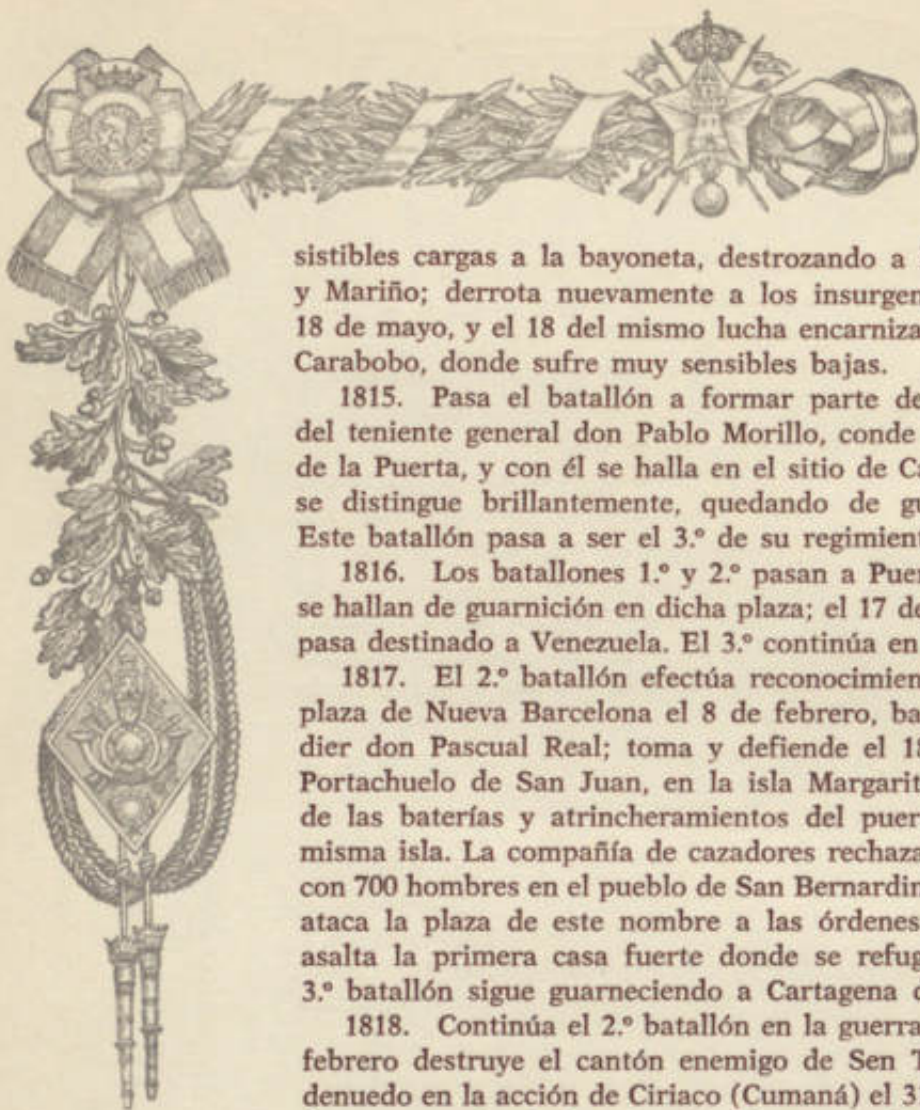 sistibles cargas a la bayoneta, destrozando a
y Mariño; derrota nuevamente a los insurgen
18 de mayo, y el 18 del mismo lucha encarniza
Carabobo, donde sufre muy sensibles bajas.
1815. Pasa el batallón a formar parte de
del teniente general don Pablo Morillo, conde
de la Puerta, y con él se halla en el sitio de C
se distingue brillantemente, quedando de gu
Este batallón pasa a ser el 3.º de su regimient
1816. Los batallones 1.º y 2.º pasan a Puer
se hallan de guarnición en dicha plaza; el 17 d
pasa destinado a Venezuela. El 3.º continúa en
1817. El 2.º batallón efectúa reconocimien
plaza de Nueva Barcelona el 8 de febrero, ba
dier don Pascual Real; toma y defiende el 1
Portachuelo de San Juan, en la isla Margarit
de las baterías y atrincheramientos del puer
misma isla. La compañía de cazadores rechaza
con 700 hombres en el pueblo de San Bernardin
ataca la plaza de este nombre a las órdenes
asalta la primera casa fuerte donde se refug
3.º batallón sigue guarneciendo a Cartagena
1818. Continúa el 2.º batallón en la guerra
febrero destruye el cantón enemigo de Sen T
denuedo en la acción de Ciriaco (Cumaná) el 3